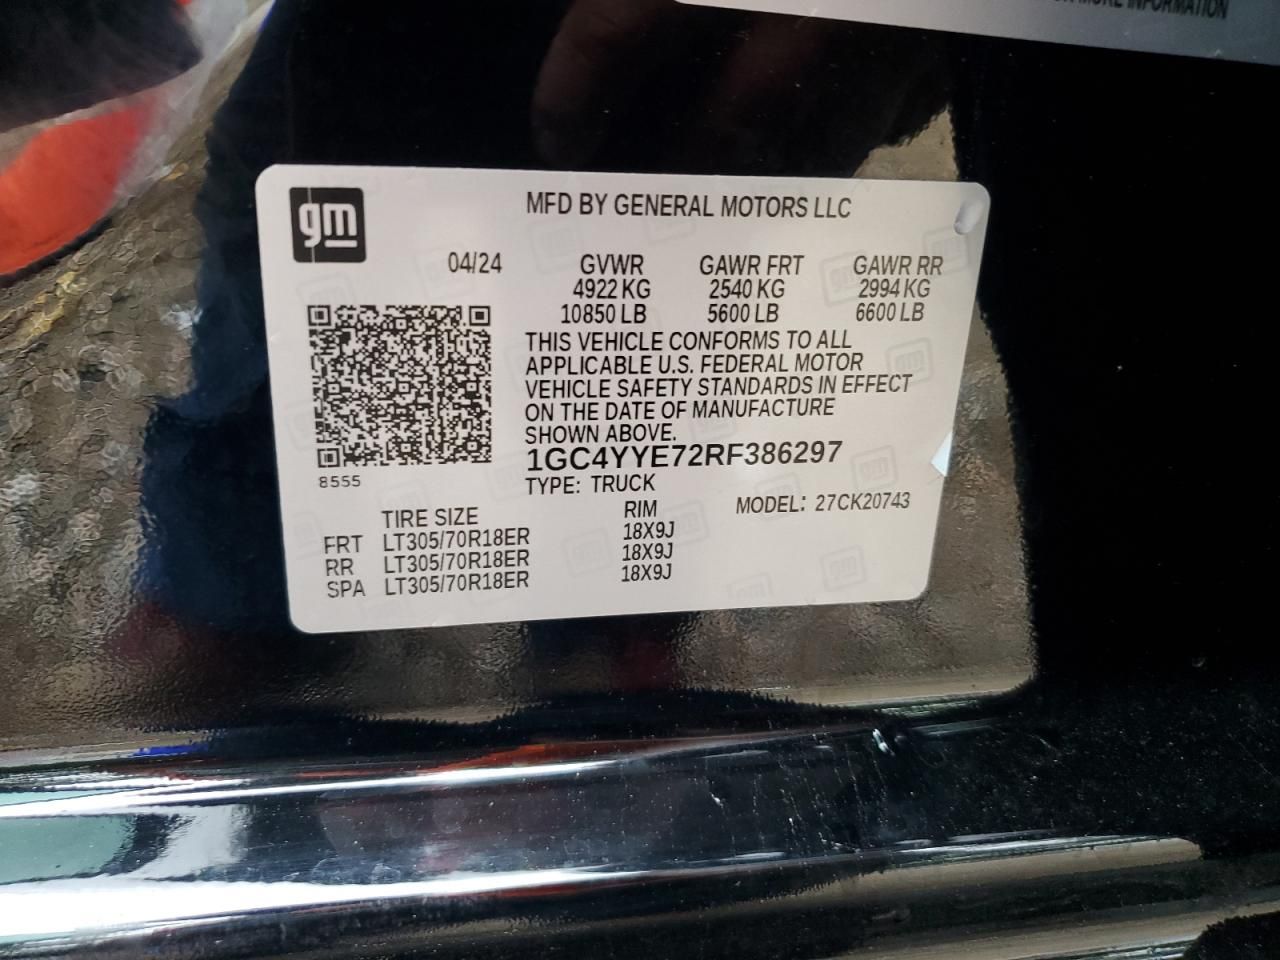 R MORE INFORMATION
gm
MFD BY GENERAL MOTORS LLC
04/24 GVWR GAWR FRT GAWR RR
4922 KG 2540 KG 2994 KG
10850 LB 5600 LB 6600 LB
THIS VEHICLE CONFORMS TO ALL
APPLICABLE U.S. FEDERAL MOTOR
VEHICLE SAFETY STANDARDS IN EFFECT
ON THE DATE OF MANUFACTURE
SHOWN ABOVE.
1GC4YYE72RF386297
8555
TYPE: TRUCK
MODEL: 27CK20743
TIRE SIZE RIM
FRT LT305/70R18ER 18X9J
RR LT305/70R18ER 18X9J
SPA LT305/70R18ER 18X9J